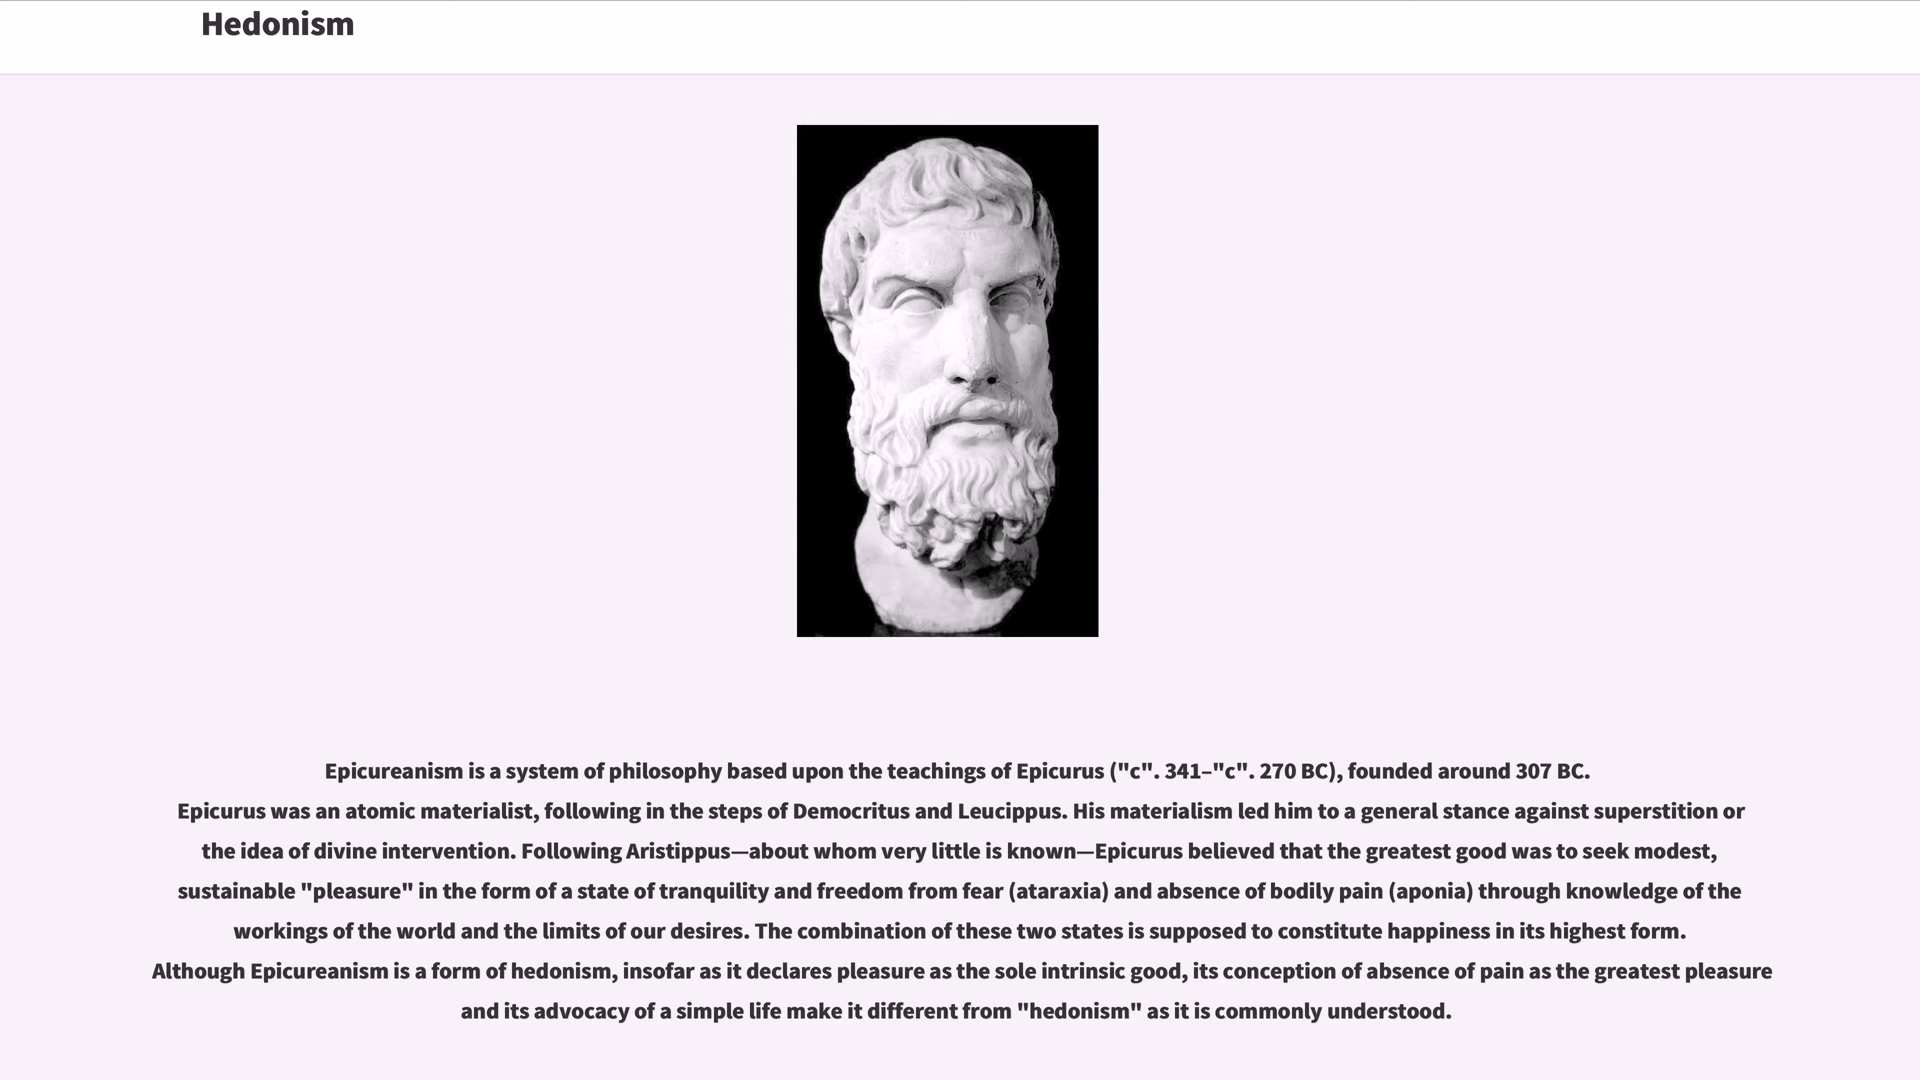 Hedonism
Epicureanism is a system of philosophy based upon the teachings of Epicurus ("c". 341–"c". 270 BC), founded around 307 BC.
Epicurus was an atomic materialist, following in the steps of Democritus and Leucippus. His materialism led him to a general stance against superstition or
the idea of divine intervention. Following Aristippus—about whom very little is known—Epicurus believed that the greatest good was to seek modest,
sustainable "pleasure" in the form of a state of tranquility and freedom from fear (ataraxia) and absence of bodily pain (aponia) through knowledge of the
workings of the world and the limits of our desires. The combination of these two states is supposed to constitute happiness in its highest form.
Although Epicureanism is a form of hedonism, insofar as it declares pleasure as the sole intrinsic good, its conception of absence of pain as the greatest pleasure
and its advocacy of a simple life make it different from "hedonism" as it is commonly understood.